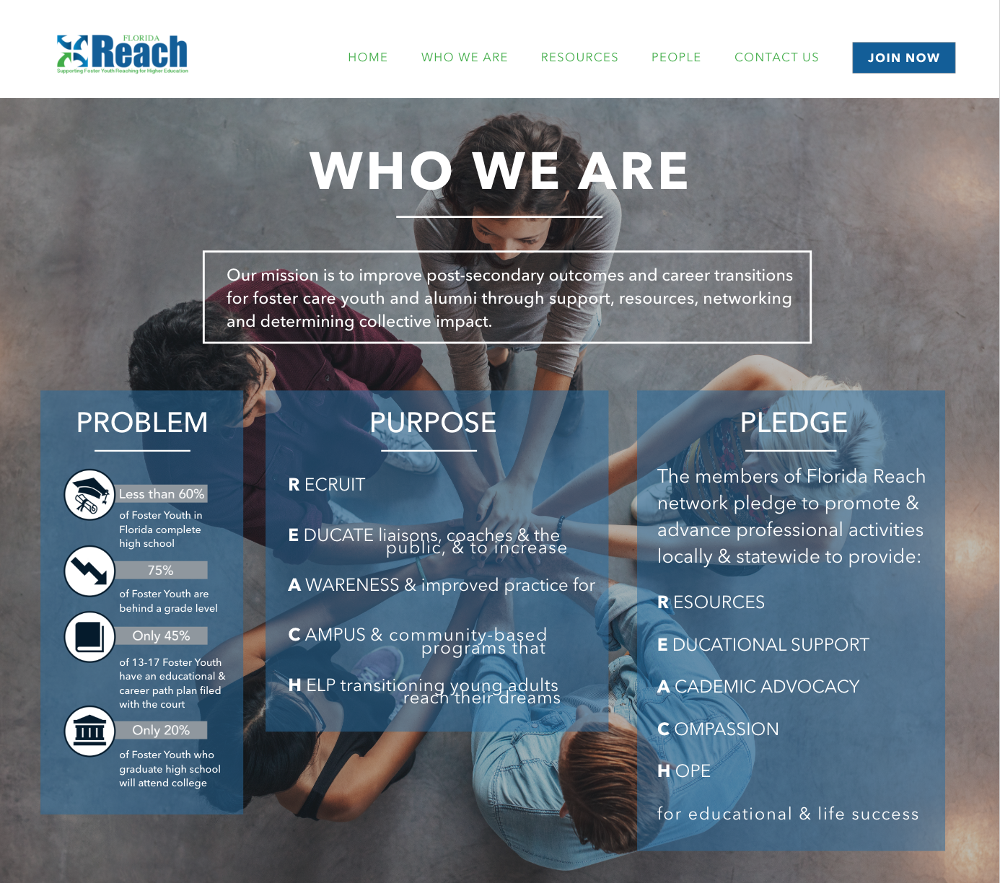 FLORIDA
Reach
Supporting Foster Youth Reaching for Higher Education
HOME
WHO WE ARE
RESOURCES
PEOPLE
CONTACT US
JOIN NOW
WHO WE ARE
Our mission is to improve post-secondary outcomes and career transitions
for foster care youth and alumni through support, resources, networking
and determining collective impact.
PROBLEM
Less than 60%
of Foster Youth in
Florida complete
high school
75%
of Foster Youth are
behind a grade level
Only 45%
of 13-17 Foster Youth
have an educational &
career path plan filed
with the court
Only 20%
of Foster Youth who
graduate high school
will attend college
PURPOSE
R ECRUIT
E DUCATE liaisons, coaches & the
public, & to increase
A WARENESS & improved practice for
C AMPUS & community-based
programs that
H ELP transitioning young adults
reach their dreams
PLEDGE
The members of Florida Reach
network pledge to promote &
advance professional activities
locally & statewide to provide:
R ESOURCES
E DUCATIONAL SUPPORT
A CADEMIC ADVOCACY
C OMPASSION
H OPE
for educational & life success